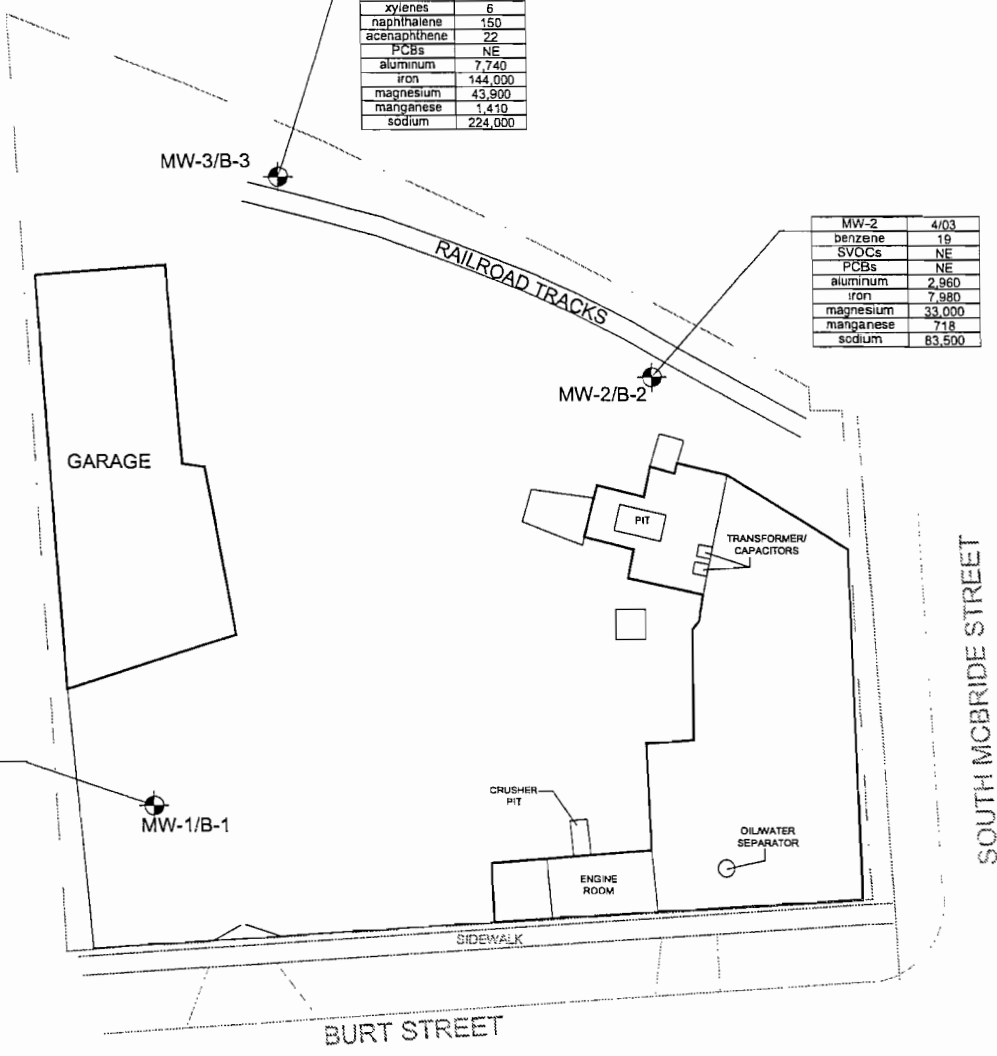 xylenes 6
naphthalene 150
acenaphthene 22
PCBs NE
aluminum 7,740
iron 144,000
magnesium 43,900
manganese 1,410
sodium 224,000
MW-3/B-3
RAILROAD TRACKS
MW-2 4/03
benzene 19
SVOCs NE
PCBs NE
aluminum 2,960
iron 7,980
magnesium 33,000
manganese 718
sodium 83,500
MW-2/B-2
GARAGE
PIT
TRANSFORMER/
CAPACITORS
SOUTH MCBRIDE STREET
CRUSHER
PIT
MW-1/B-1
OIL/WATER
SEPARATOR
ENGINE
ROOM
SIDEWALK
BURT STREET